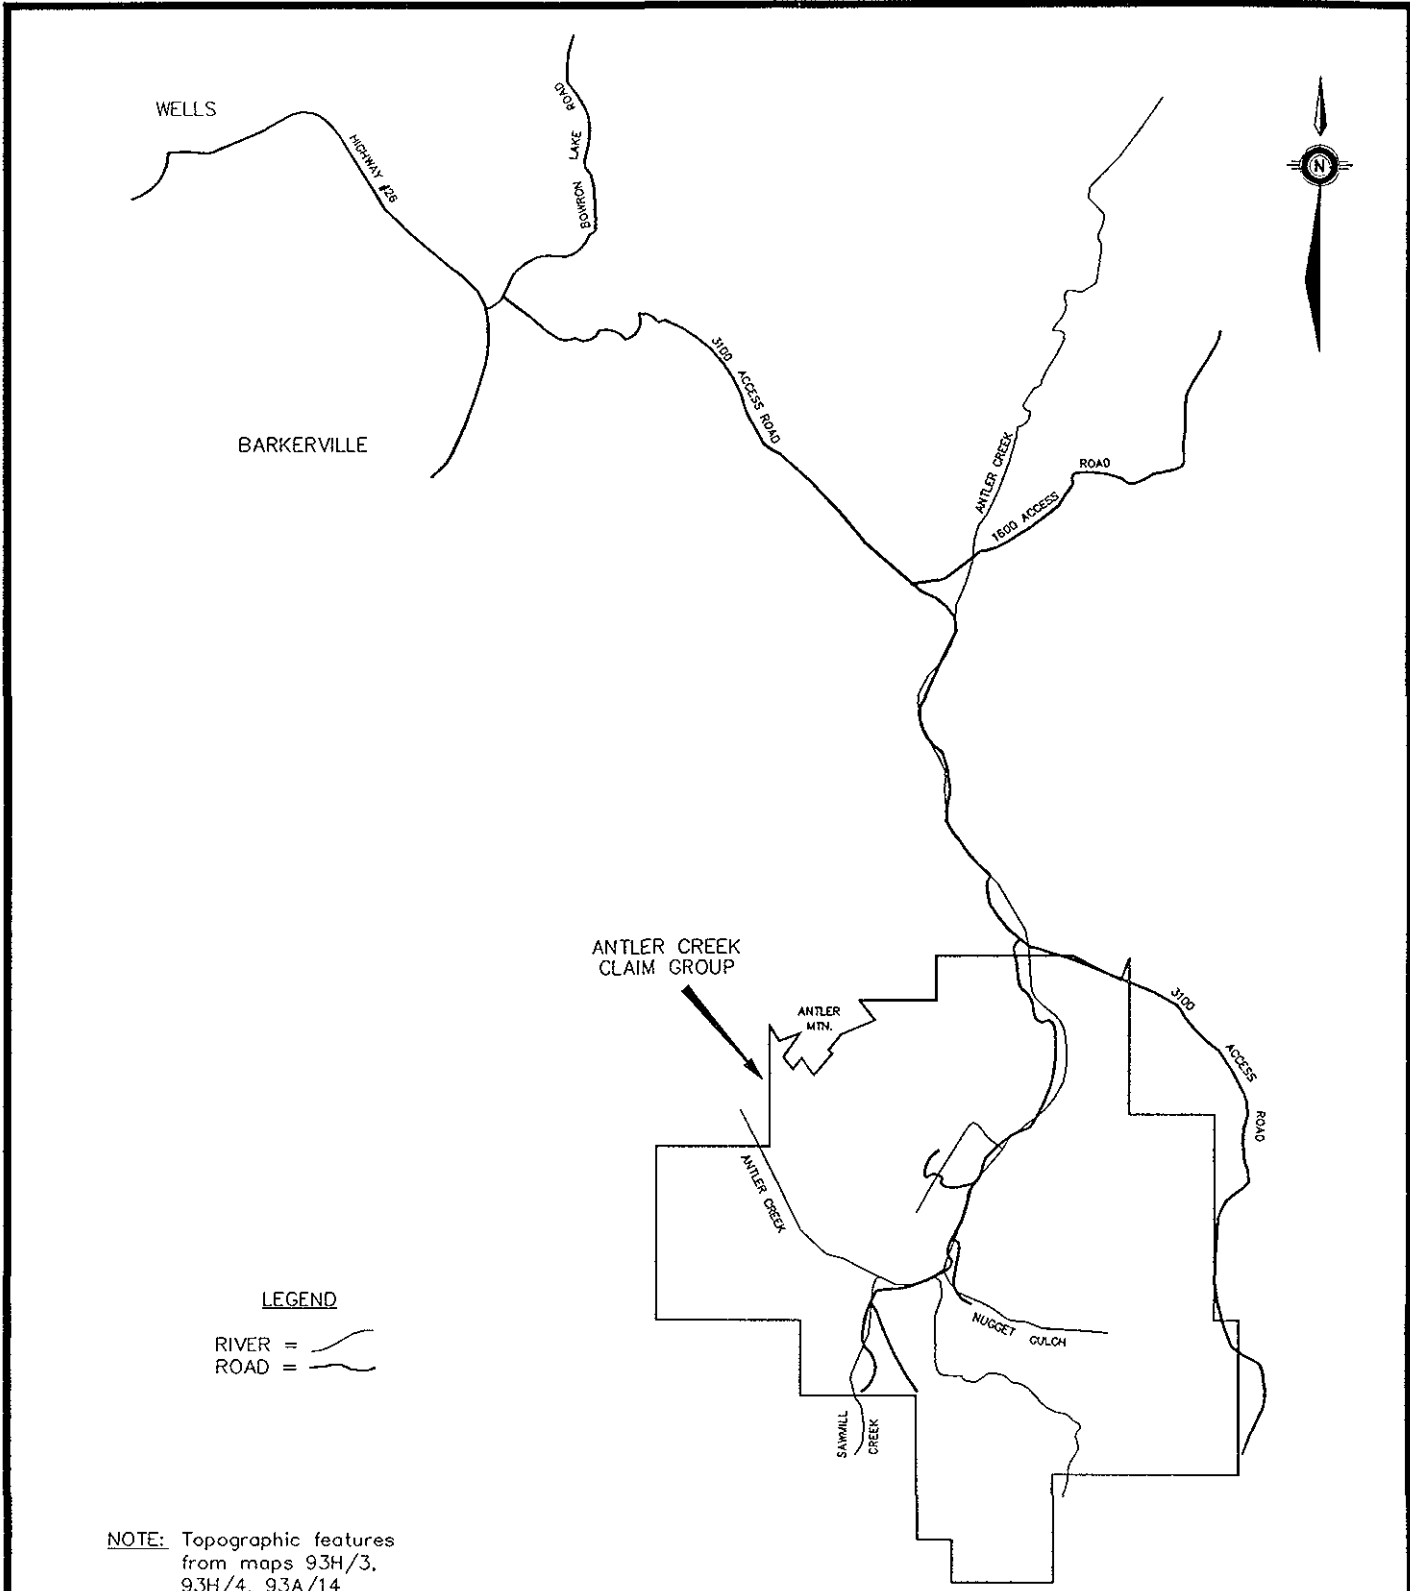 WELLS
HIGHWAY #26
BOWRON LAKE ROAD
N
3100 ACCESS ROAD
BARKERVILLE
ANTLER CREEK
1600 ACCESS ROAD
ANTLER CREEK
CLAIM GROUP
ANTLER
MTN.
3100 ACCESS ROAD
ANTLER CREEK
LEGEND
RIVER =
ROAD =
NUGGET GULCH
SAWMILL
CREEK
NOTE: Topographic features
from maps 93H/3,
93H/4, 93A/14